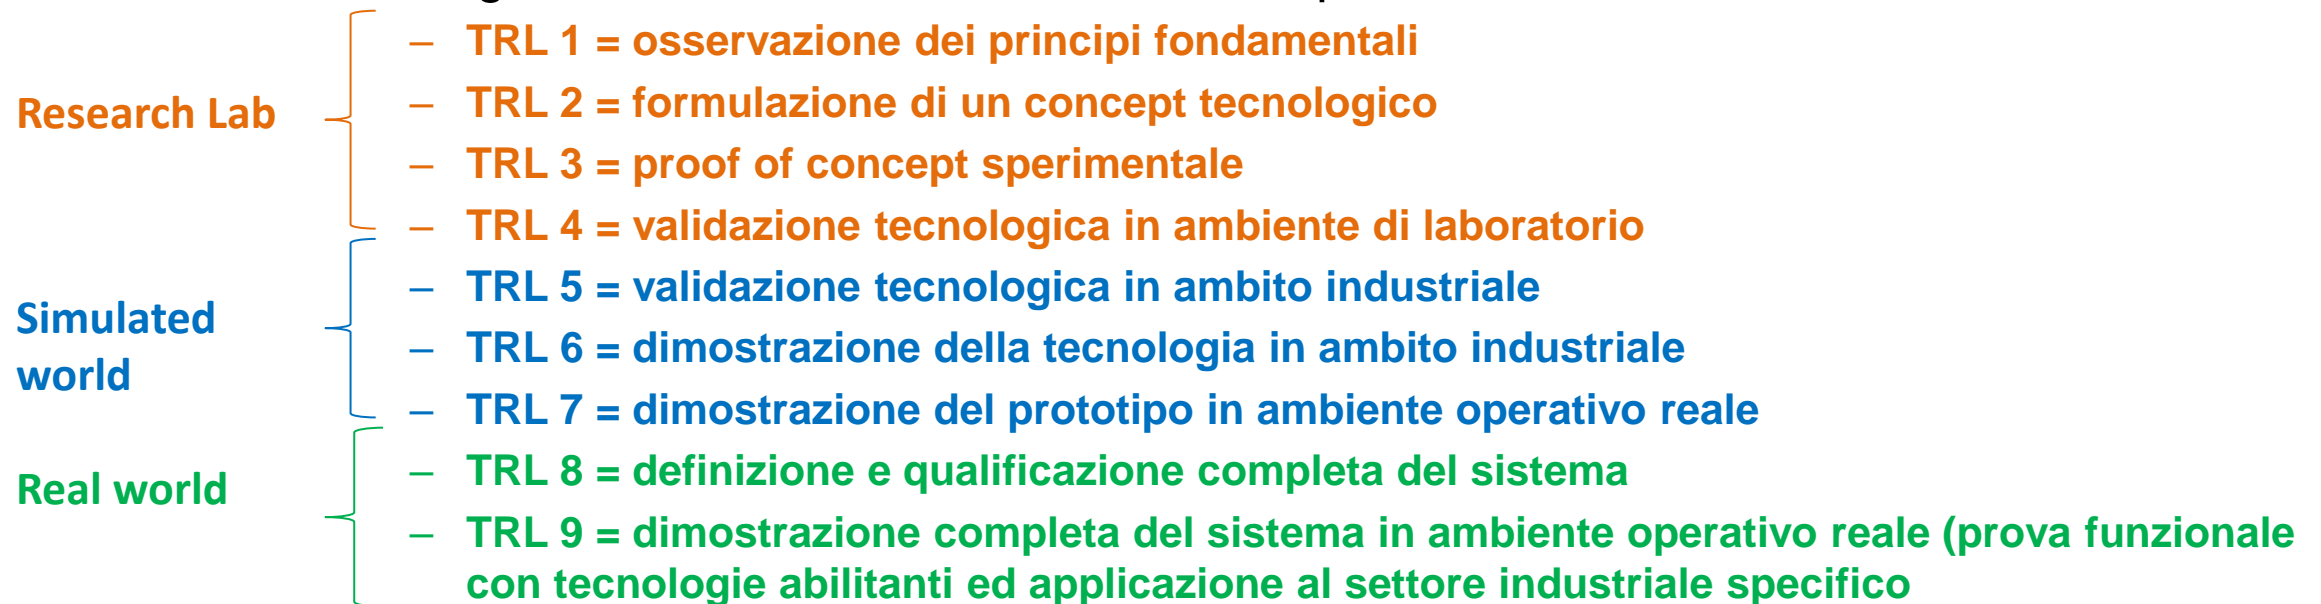 – TRL 1 = osservazione dei principi fondamentali
– TRL 2 = formulazione di un concept tecnologico
Research Lab
– TRL 3 = proof of concept sperimentale
– TRL 4 = validazione tecnologica in ambiente di laboratorio
– TRL 5 = validazione tecnologica in ambito industriale
Simulated
world
– TRL 6 = dimostrazione della tecnologia in ambito industriale
– TRL 7 = dimostrazione del prototipo in ambiente operativo reale
– TRL 8 = definizione e qualificazione completa del sistema
Real world
– TRL 9 = dimostrazione completa del sistema in ambiente operativo reale (prova funzionale
con tecnologie abilitanti ed applicazione al settore industriale specifico